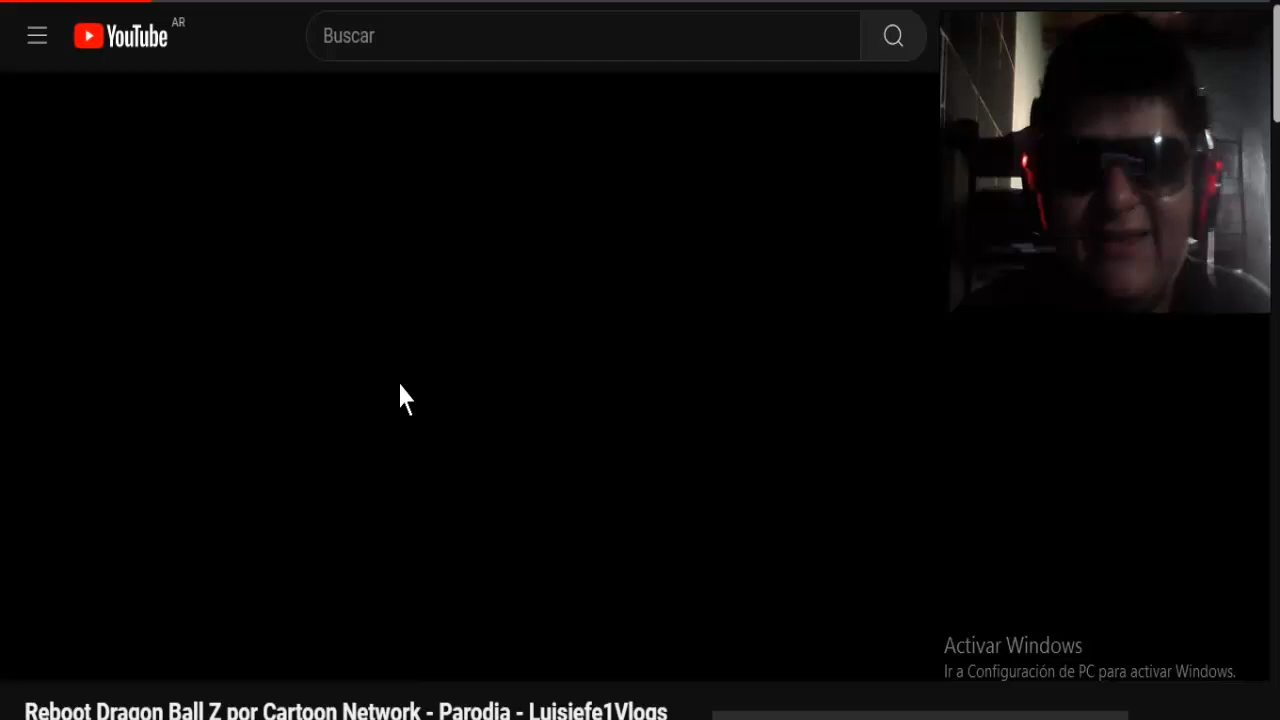 YouTube AR
Buscar
Activar Windows
Ir a Configuración de PC para activar Windows.
Reboot Dragon Ball Z por Cartoon Network - Parodia - Luisjefe1Vlogs